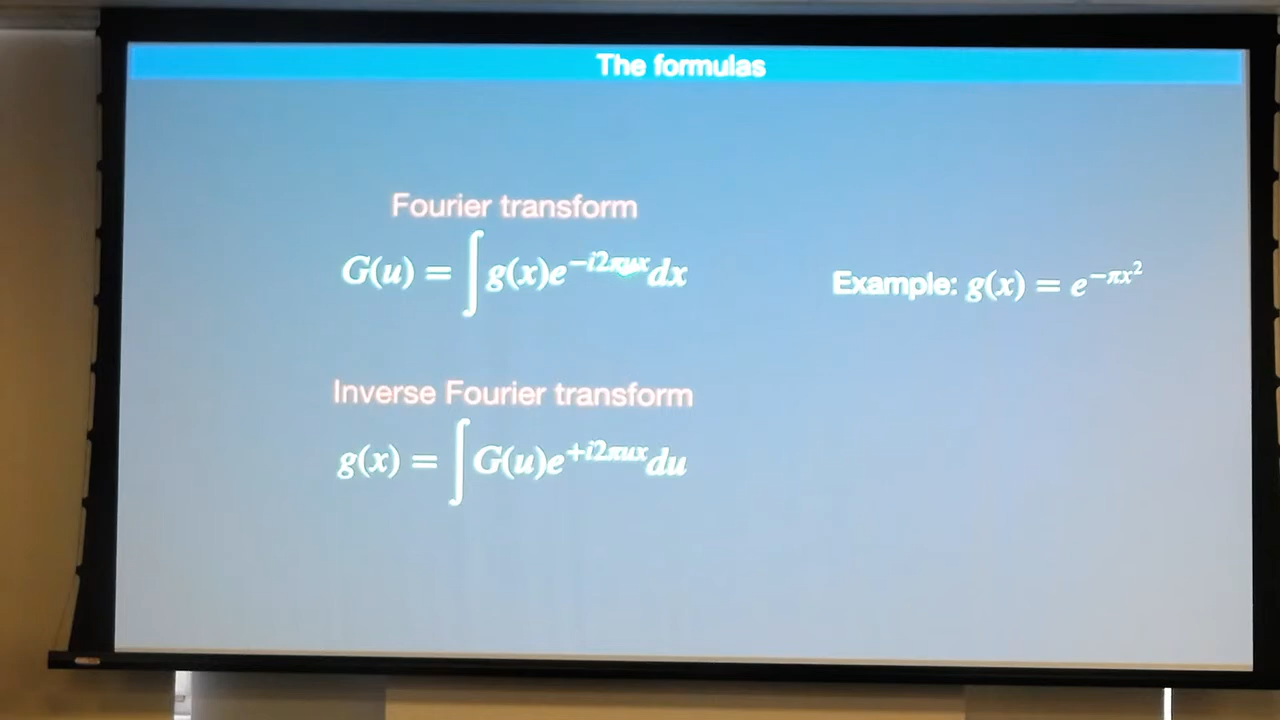 The formulas
Fourier transform
G(u) = ∫ g(x)e^{−i2πux}dx
Example: g(x) = e^{−πx²}
Inverse Fourier transform
g(x) = ∫ G(u)e^{+i2πux}du